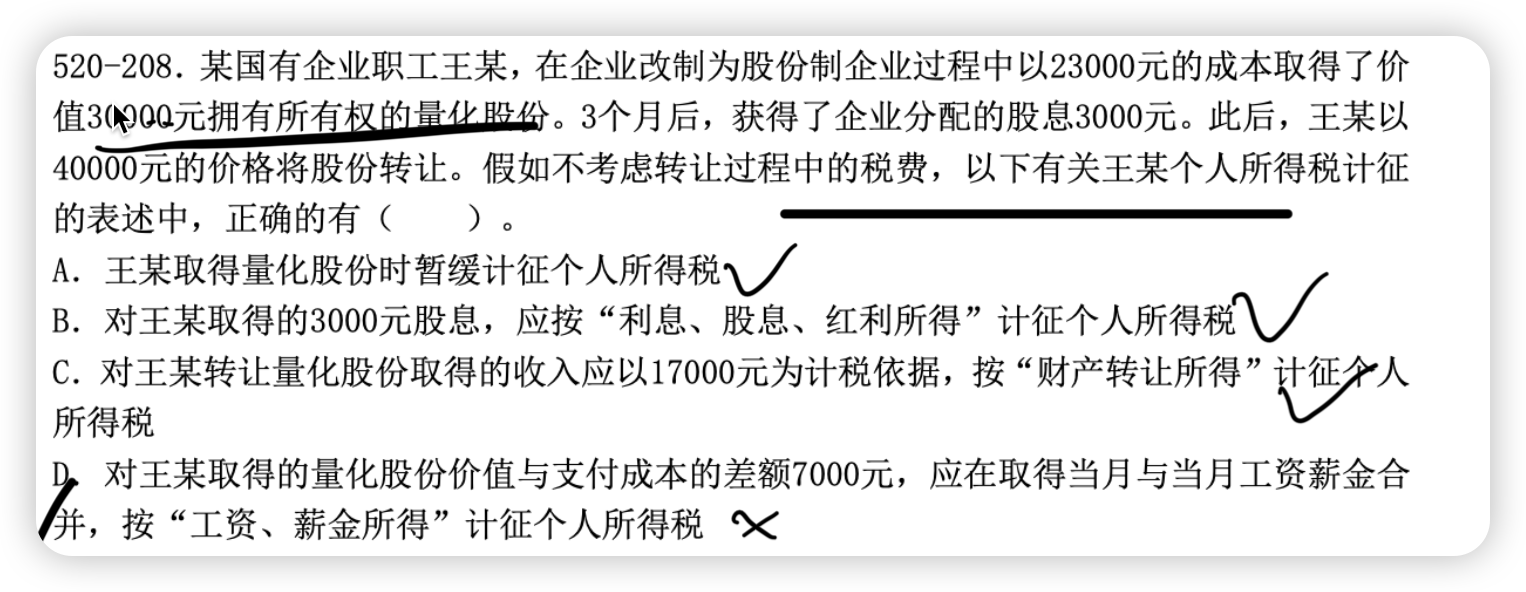 520-208. 某国有企业职工王某，在企业改制为股份制企业过程中以23000元的成本取得了价
值30000元拥有所有权的量化股份。3个月后，获得了企业分配的股息3000元。此后，王某以
40000元的价格将股份转让。假如不考虑转让过程中的税费，以下有关王某个人所得税计征
的表述中，正确的有（　　）。
A. 王某取得量化股份时暂缓计征个人所得税
B. 对王某取得的3000元股息，应按“利息、股息、红利所得”计征个人所得税
C. 对王某转让量化股份取得的收入应以17000元为计税依据，按“财产转让所得”计征个人
所得税
D. 对王某取得的量化股份价值与支付成本的差额7000元，应在取得当月与当月工资薪金合
并，按“工资、薪金所得”计征个人所得税